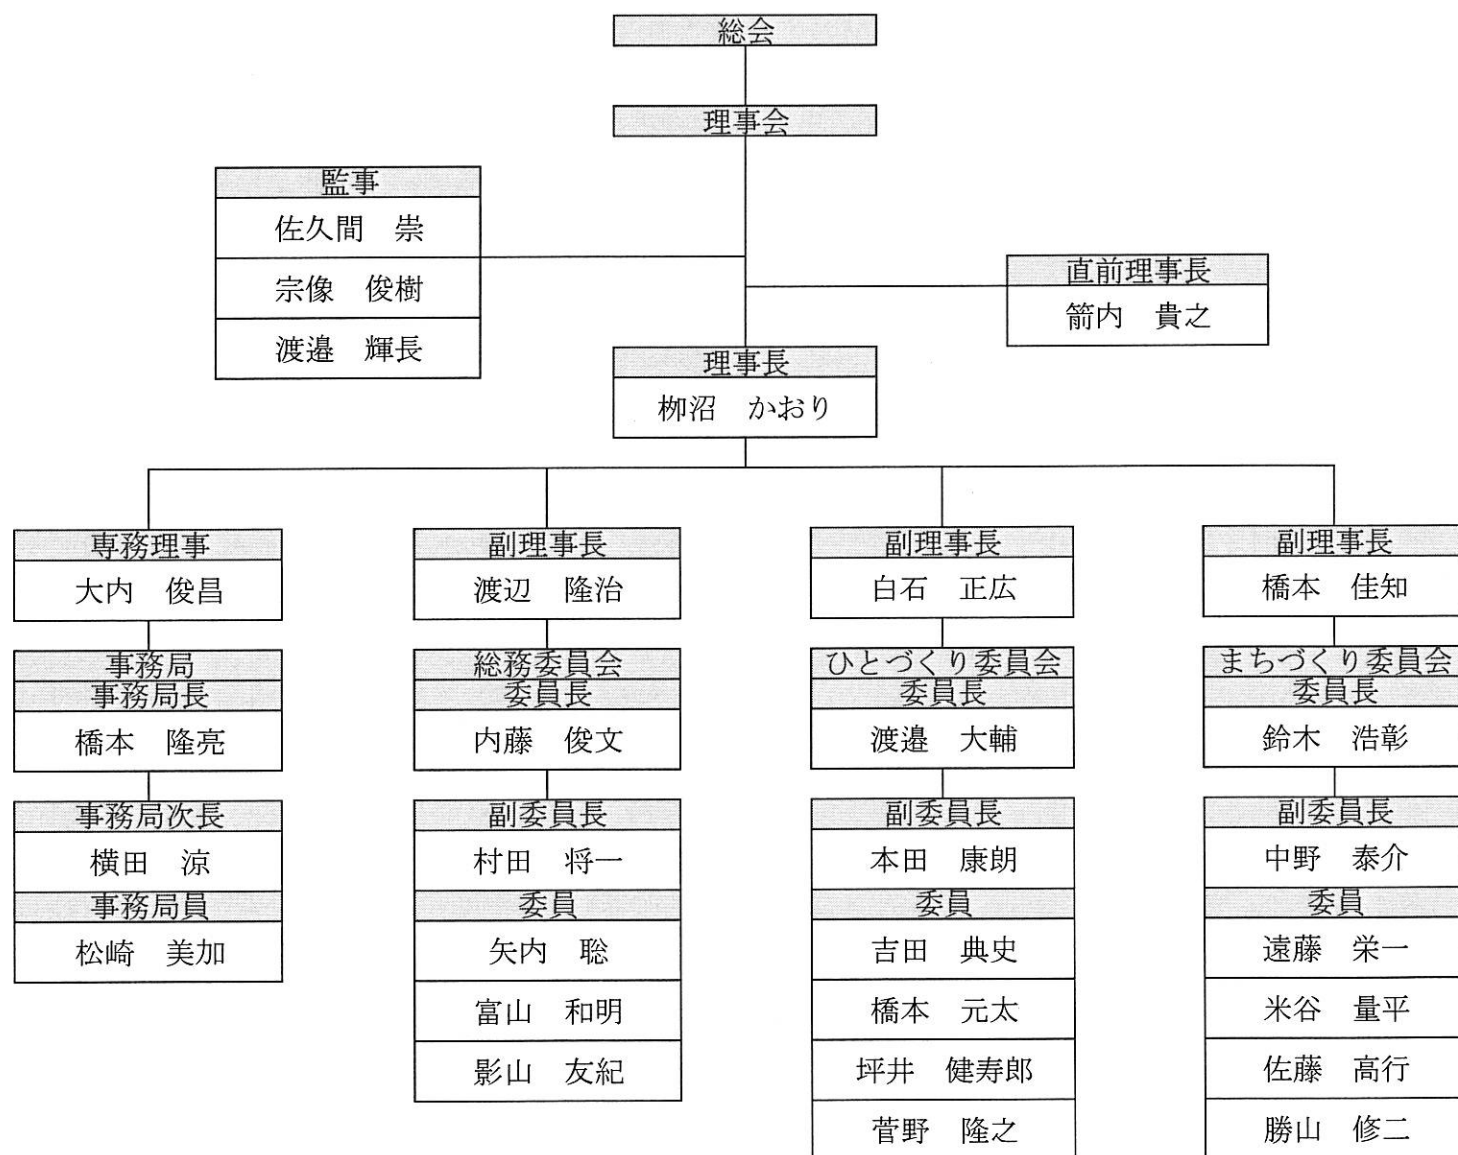 総会
理事会
監事
佐久間　崇
宗像　俊樹
渡邉　輝長
直前理事長
箭内　貴之
理事長
栁沼　かおり
専務理事
大内　俊昌
事務局
事務局長
橋本　隆亮
事務局次長
横田　涼
事務局員
松崎　美加
副理事長
渡辺　隆治
総務委員会
委員長
内藤　俊文
副委員長
村田　将一
委員
矢内　聡
富山　和明
影山　友紀
副理事長
白石　正広
ひとづくり委員会
委員長
渡邉　大輔
副委員長
本田　康朗
委員
吉田　典史
橋本　元太
坪井　健寿郎
菅野　隆之
副理事長
橋本　佳知
まちづくり委員会
委員長
鈴木　浩彰
副委員長
中野　泰介
委員
遠藤　栄一
米谷　量平
佐藤　高行
勝山　修二